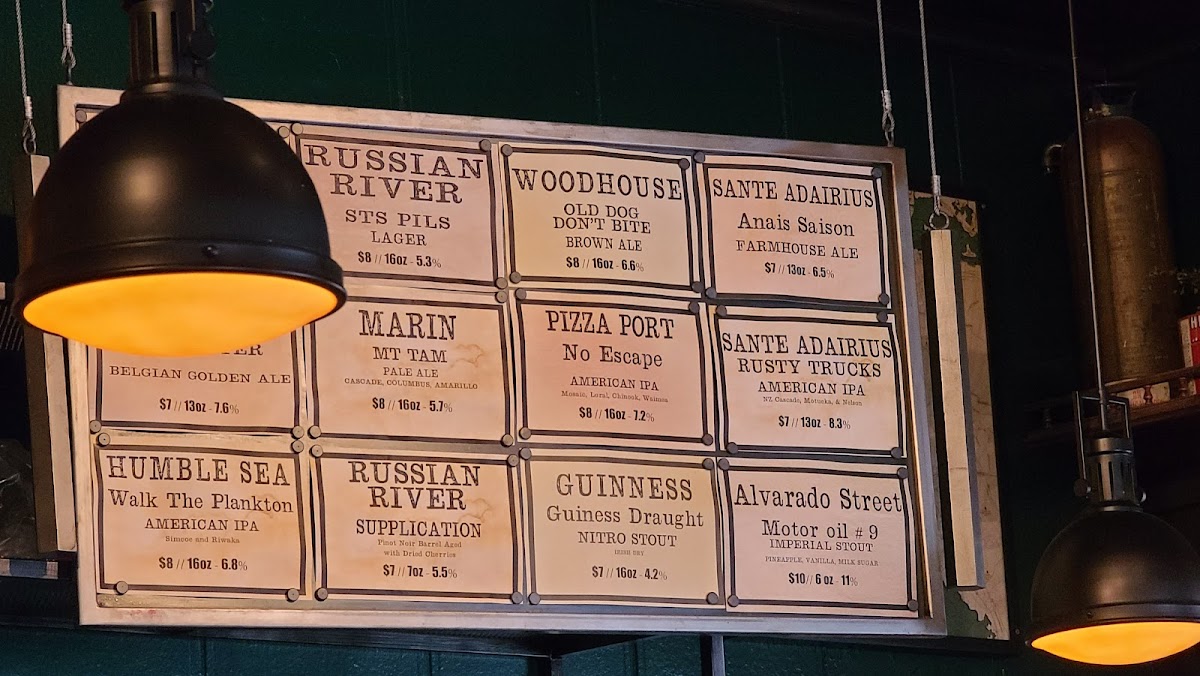 RUSSIAN
RIVER
STS PILS
LAGER
$8 // 16oz - 5.3%
WOODHOUSE
OLD DOG
DON'T BITE
BROWN ALE
$8 // 16oz - 6.6%
SANTE ADAIRIUS
Anais Saison
FARMHOUSE ALE
$7 // 13oz - 6.5%
BELGIAN GOLDEN ALE
$7 // 13oz - 7.6%
MARIN
MT TAM
PALE ALE
CASCADE, COLUMBUS, AMARILLO
$8 // 16oz - 5.7%
PIZZA PORT
No Escape
AMERICAN IPA
Mosaic, Loral, Chinook, Waimea
$8 // 16oz - 7.2%
SANTE ADAIRIUS
RUSTY TRUCKS
AMERICAN IPA
NZ Cascade, Motueka, & Nelson
$7 // 13oz - 8.3%
HUMBLE SEA
Walk The Plankton
AMERICAN IPA
Simcoe and Riwaka
$8 // 16oz - 6.8%
RUSSIAN
RIVER
SUPPLICATION
Pinot Noir Barrel Aged
with Dried Cherries
$7 // 7oz - 5.5%
GUINNESS
Guiness Draught
NITRO STOUT
IRISH DRY
$7 // 16oz - 4.2%
Alvarado Street
Motor oil # 9
IMPERIAL STOUT
PINEAPPLE, VANILLA, MILK SUGAR
$10 // 6 oz - 11%